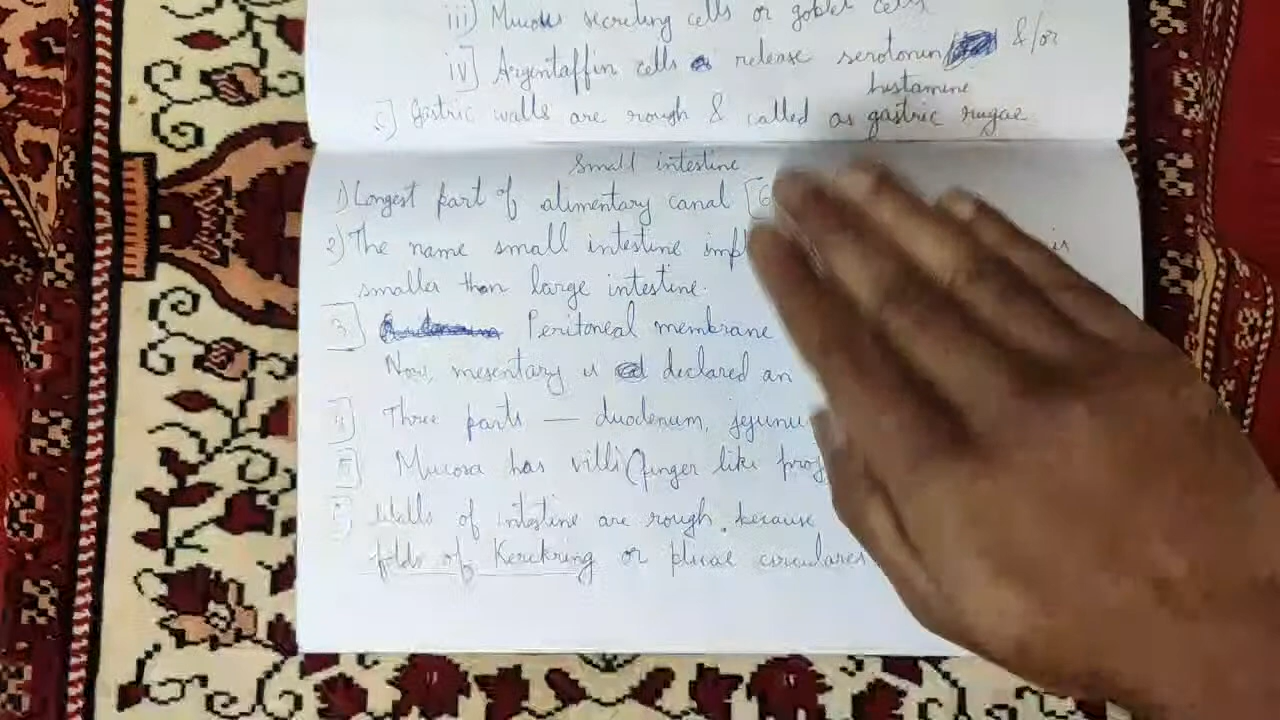 iii) Mucous secreting cells or goblet cells
iv] Argentaffin cells release serotonin &/or
histamine
c] Gastric walls are rough & called as gastric rugae
Small intestine
1) Longest part of alimentary canal [6
2) The name small intestine
smaller than large intestine.
3] Peritoneal membrane
Now, mesentary is declared an
4] Three parts — duodenum,
5] Mucosa has villi (finger like
Walls of intestine are rough, because
folds of Kerckring or plicae circulares